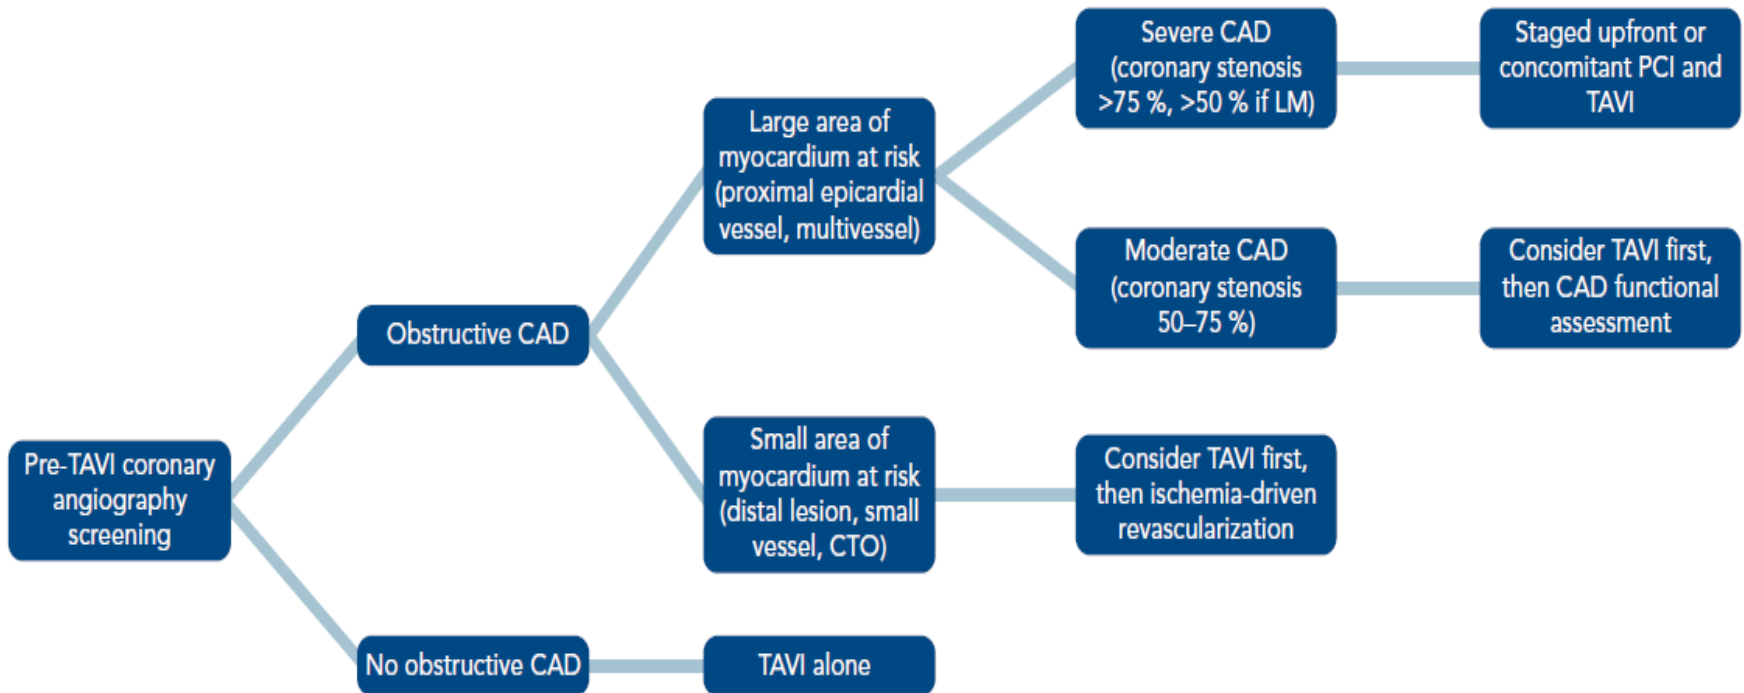 Pre-TAVI coronary
angiography
screening
Obstructive CAD
No obstructive CAD
Large area of
myocardium at risk
(proximal epicardial
vessel, multivessel)
Small area of
myocardium at risk
(distal lesion, small
vessel, CTO)
TAVI alone
Severe CAD
(coronary stenosis
>75 %, >50 % if LM)
Moderate CAD
(coronary stenosis
50–75 %)
Consider TAVI first,
then ischemia-driven
revascularization
Staged upfront or
concomitant PCI and
TAVI
Consider TAVI first,
then CAD functional
assessment